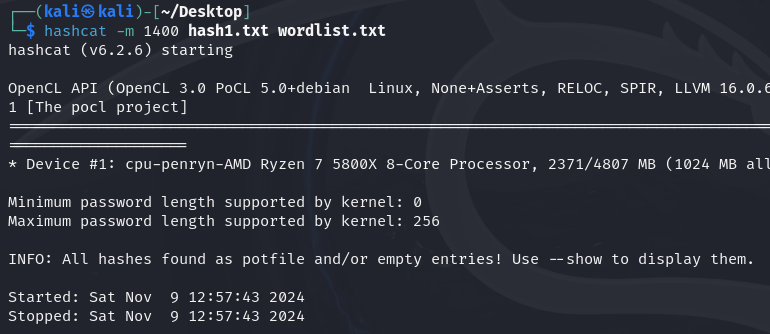 ┌──(kali㉿kali)-[~/Desktop]
└─$ hashcat -m 1400 hash1.txt wordlist.txt
hashcat (v6.2.6) starting
OpenCL API (OpenCL 3.0 PoCL 5.0+debian  Linux, None+Asserts, RELOC, SPIR, LLVM 16.0.6
1 [The pocl project]
====================================================================================
====================
* Device #1: cpu-penryn-AMD Ryzen 7 5800X 8-Core Processor, 2371/4807 MB (1024 MB all
Minimum password length supported by kernel: 0
Maximum password length supported by kernel: 256
INFO: All hashes found as potfile and/or empty entries! Use --show to display them.
Started: Sat Nov  9 12:57:43 2024
Stopped: Sat Nov  9 12:57:44 2024